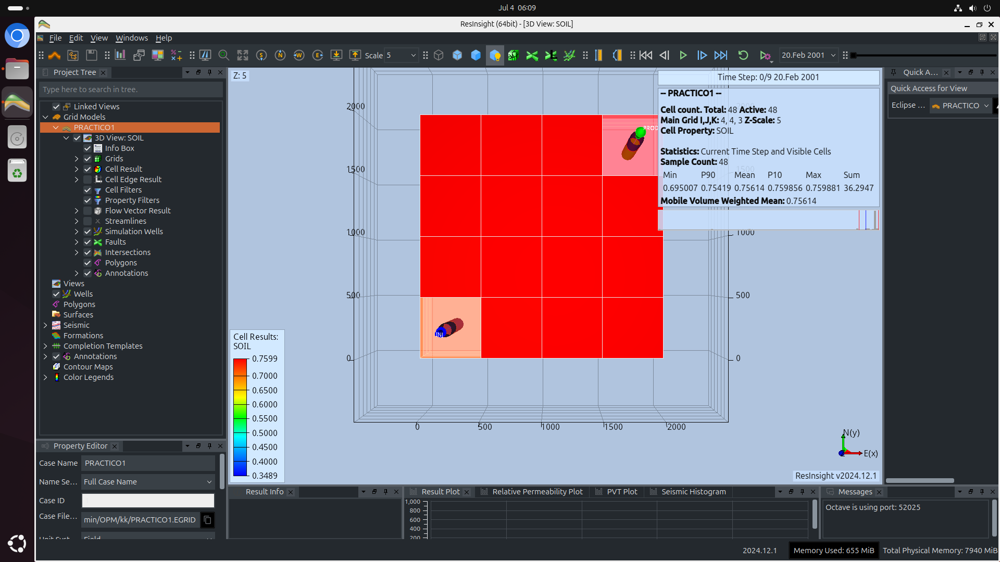 Jul 4 06:09
ResInsight (64bit) - [3D View: SOIL]
File Edit View Windows Help
Scale 5
20.Feb 2001
Project Tree
Type here to search in tree.
Linked Views
Grid Models
PRACTICO1
3D View: SOIL
Info Box
Grids
Cell Result
Cell Edge Result
Cell Filters
Property Filters
Flow Vector Result
Streamlines
Simulation Wells
Faults
Intersections
Polygons
Annotations
Views
Wells
Polygons
Surfaces
Seismic
Formations
Completion Templates
Annotations
Contour Maps
Color Legends
Property Editor
Case Name PRACTICO1
Name Se... Full Case Name
Case ID
Case File... min/OPM/kk/PRACTICO1.EGRID
Z: 5
2000
1500
1000
500
0
0 500 1000 1500 2000
1500
1000
500
0
PROD
INJ
Time Step: 0/9 20.Feb 2001
-- PRACTICO1 --
Cell count. Total: 48 Active: 48
Main Grid I,J,K: 4, 4, 3 Z-Scale: 5
Cell Property: SOIL
Statistics: Current Time Step and Visible Cells
Sample Count: 48
Min P90 Mean P10 Max Sum
0.695007 0.75419 0.75614 0.759856 0.759881 36.2947
Mobile Volume Weighted Mean: 0.75614
Cell Results:
SOIL
0.7599
0.7000
0.6500
0.6000
0.5500
0.5000
0.4500
0.4000
0.3489
N(y)
E(x)
Z
ResInsight v2024.12.1
Quick A...
Quick Access for View
Eclipse ... PRACTICO
Result Info
Result Plot Relative Permeability Plot PVT Plot Seismic Histogram
1,000
800
600
400
200
Messages
Octave is using port: 52025
2024.12.1 Memory Used: 655 MiB Total Physical Memory: 7940 MiB